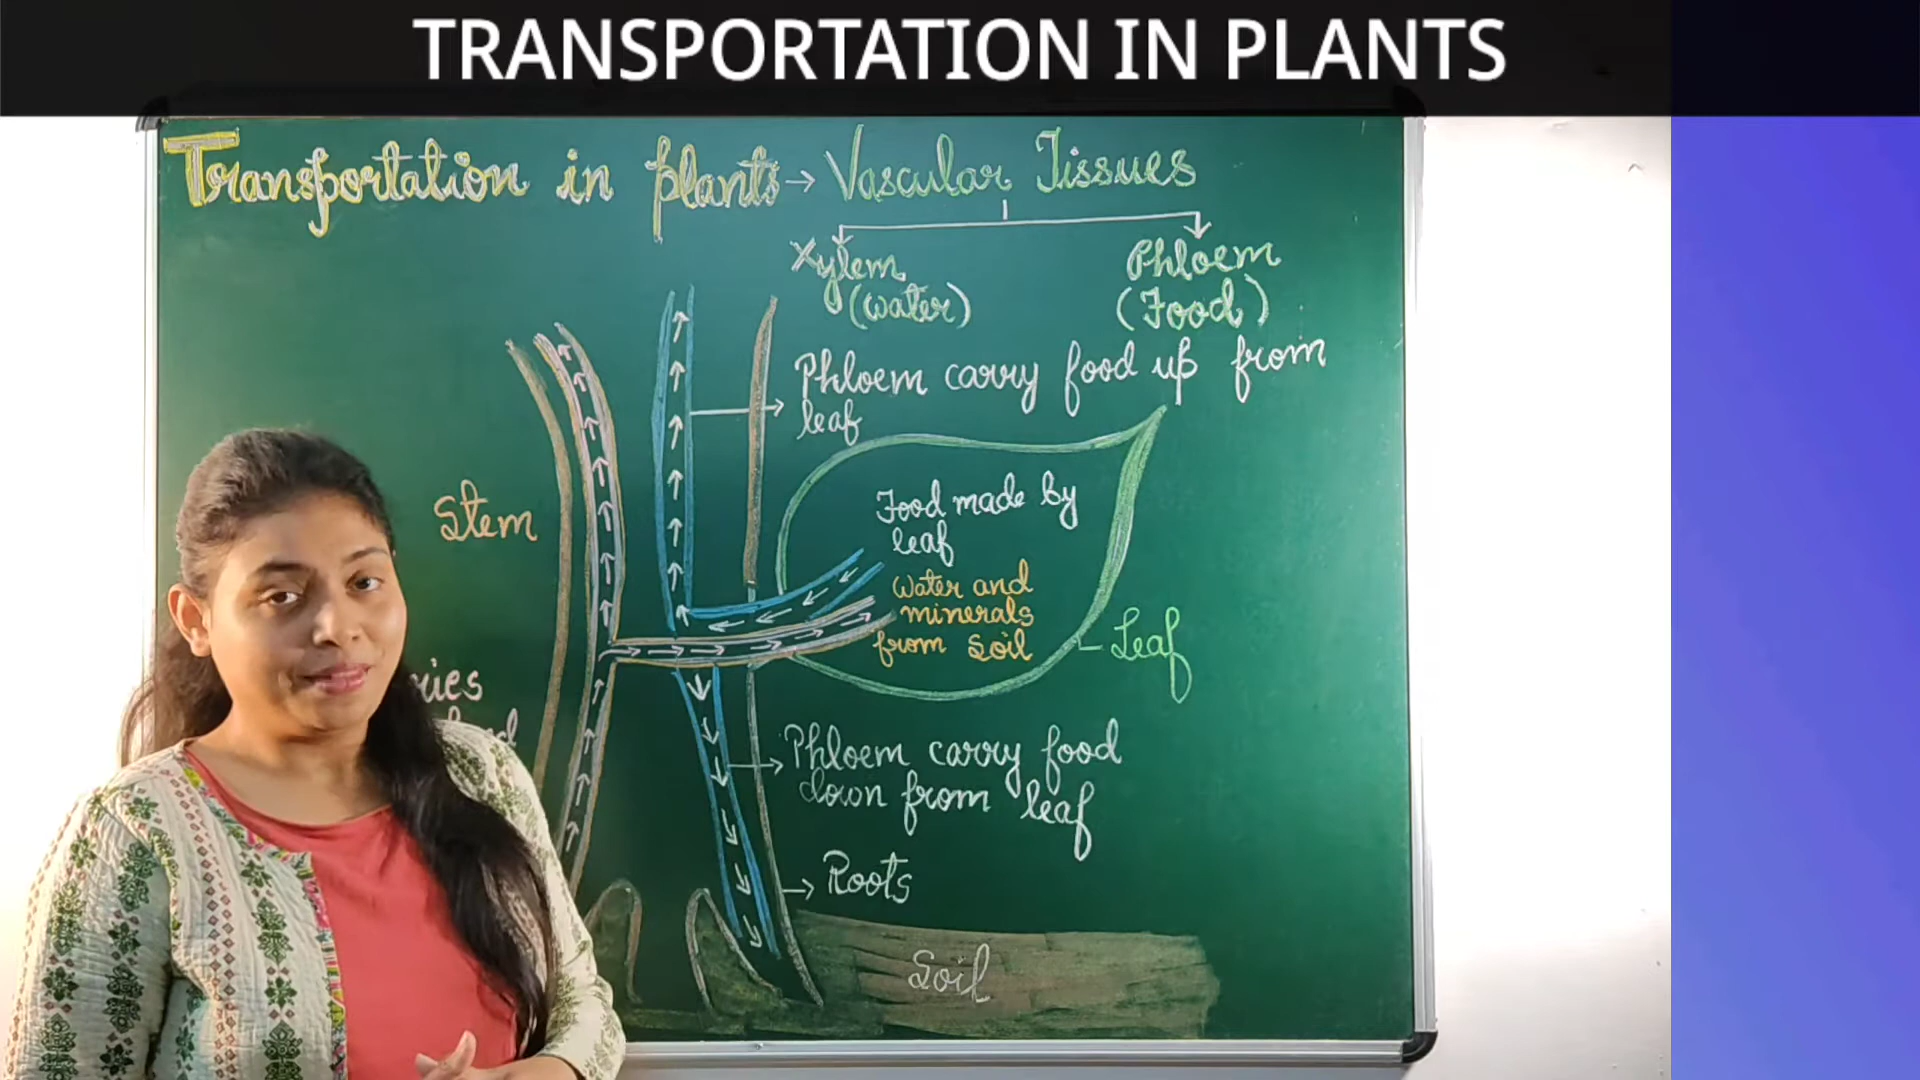 TRANSPORTATION IN PLANTS
Transportation in plants → Vascular Tissues
Xylem
(water)
Phloem
(Food)
Phloem carry food up from
leaf
Stem
Food made by
leaf
Water and
minerals
from Soil
Leaf
Phloem carry food
down from leaf
Roots
Soil